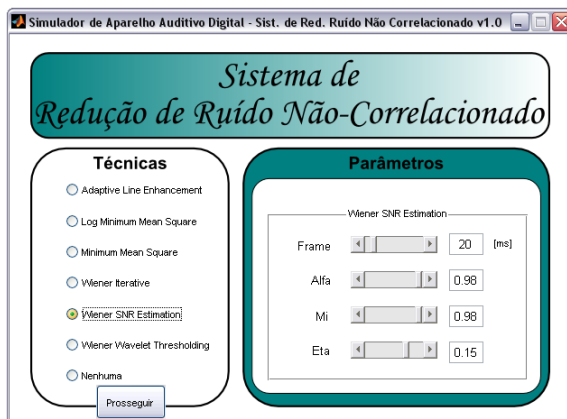 Simulador de Aparelho Auditivo Digital - Sist. de Red. Ruído Não Correlacionado v1.0
Sistema de
Redução de Ruído Não-Correlacionado
Técnicas
Adaptive Line Enhancement
Log Minimum Mean Square
Minimum Mean Square
Wiener Iterative
Wiener SNR Estimation
Wiener Wavelet Thresholding
Nenhuma
Prosseguir
Parâmetros
Wiener SNR Estimation
Frame 20 [ms]
Alfa 0.98
Mi 0.98
Eta 0.15